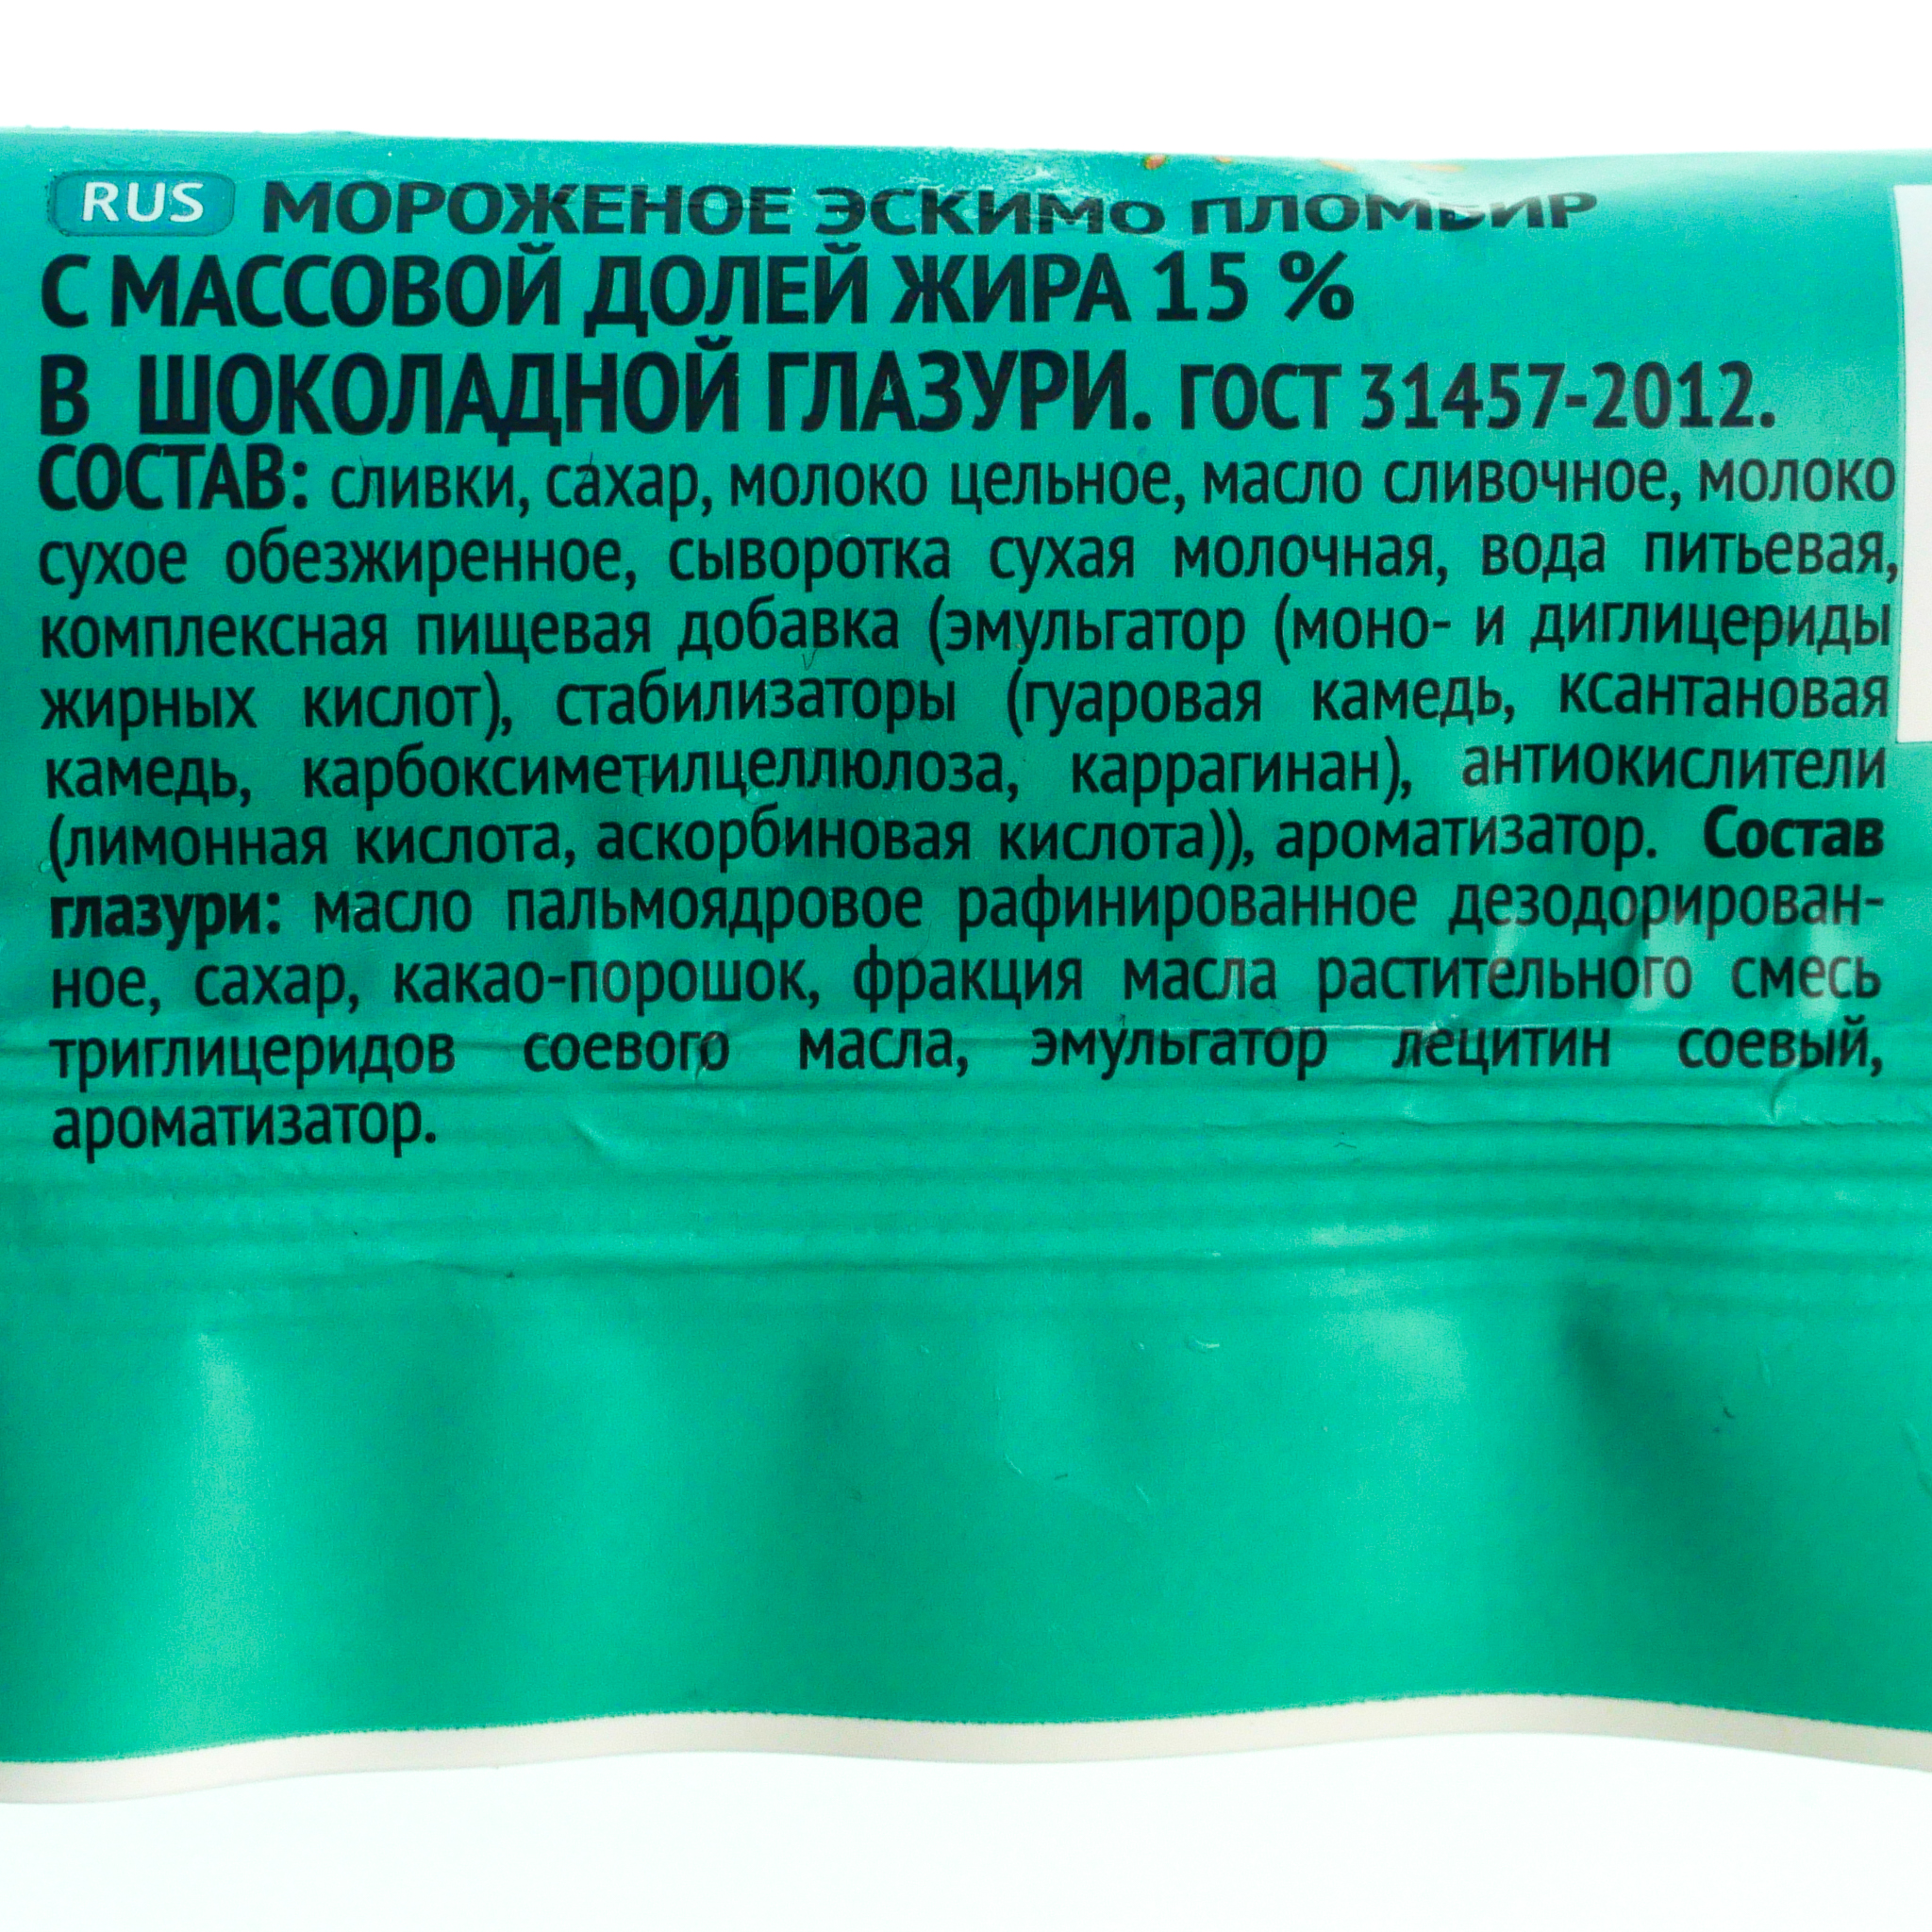 RUS МОРОЖЕНОЕ ЭСКИМО ПЛОМБИР
С МАССОВОЙ ДОЛЕЙ ЖИРА 15 %
В ШОКОЛАДНОЙ ГЛАЗУРИ. ГОСТ 31457-2012.
СОСТАВ: сливки, сахар, молоко цельное, масло сливочное, молоко
сухое обезжиренное, сыворотка сухая молочная, вода питьевая,
комплексная пищевая добавка (эмульгатор (моно- и диглицериды
жирных кислот), стабилизаторы (гуаровая камедь, ксантановая
камедь, карбоксиметилцеллюлоза, каррагинан), антиокислители
(лимонная кислота, аскорбиновая кислота)), ароматизатор. Состав
глазури: масло пальмоядровое рафинированное дезодорирован-
ное, сахар, какао-порошок, фракция масла растительного смесь
триглицеридов соевого масла, эмульгатор лецитин соевый,
ароматизатор.